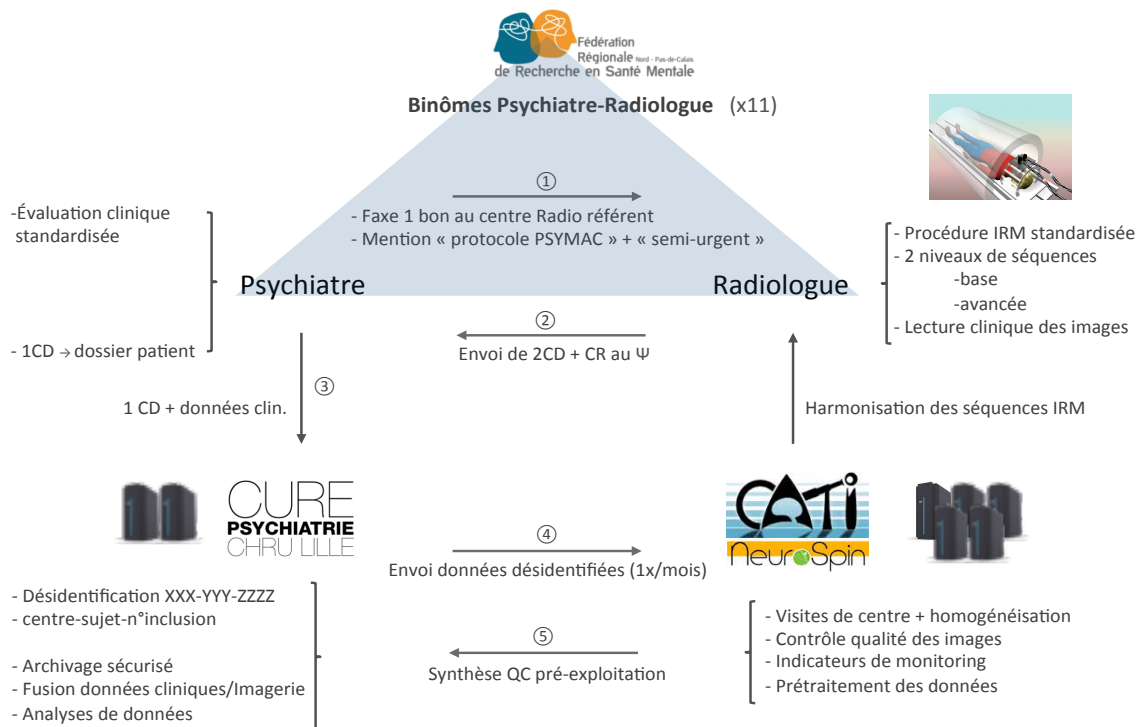 Fédération
Régionale Nord - Pas-de-Calais
de Recherche en Santé Mentale
Binômes Psychiatre-Radiologue (x11)
①
- Faxe 1 bon au centre Radio référent
- Mention « protocole PSYMAC » + « semi-urgent »
-Évaluation clinique
standardisée
- 1CD → dossier patient
Psychiatre
Radiologue
- Procédure IRM standardisée
- 2 niveaux de séquences
-base
-avancée
- Lecture clinique des images
②
Envoi de 2CD + CR au Ψ
③
1 CD + données clin.
Harmonisation des séquences IRM
CURE
PSYCHIATRIE
CHRU LILLE
④
Envoi données désidentifiées (1x/mois)
CATI
NeuroSpin
- Désidentification XXX-YYY-ZZZZ
- centre-sujet-n°inclusion
- Archivage sécurisé
- Fusion données cliniques/Imagerie
- Analyses de données
⑤
Synthèse QC pré-exploitation
- Visites de centre + homogénéisation
- Contrôle qualité des images
- Indicateurs de monitoring
- Prétraitement des données